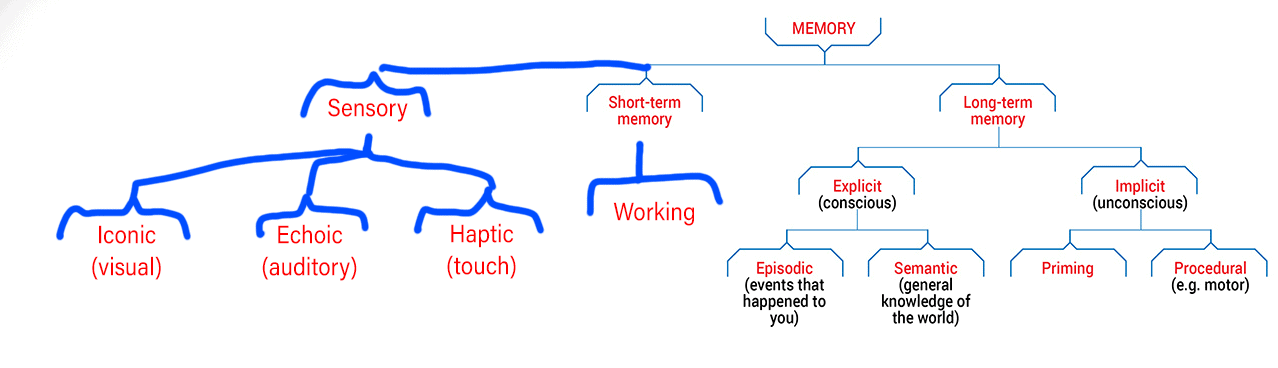 MEMORY
Sensory
Short-term
memory
Long-term
memory
Iconic
(visual)
Echoic
(auditory)
Haptic
(touch)
Working
Explicit
(conscious)
Implicit
(unconscious)
Episodic
(events that
happened to
you)
Semantic
(general
knowledge of
the world)
Priming
Procedural
(e.g. motor)